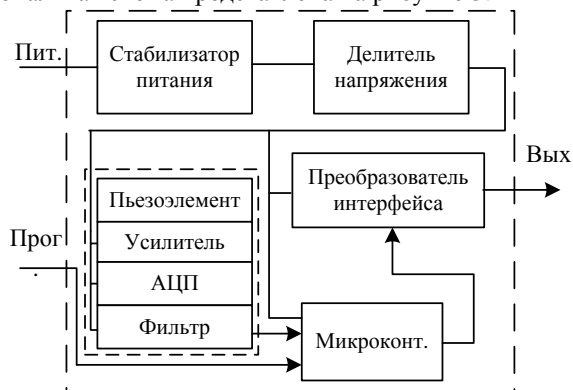 Пит.
Стабилизатор
питания
Делитель
напряжения
Вых
Преобразователь
интерфейса
Пьезоэлемент
Усилитель
АЦП
Фильтр
Прог
.
Микроконт.